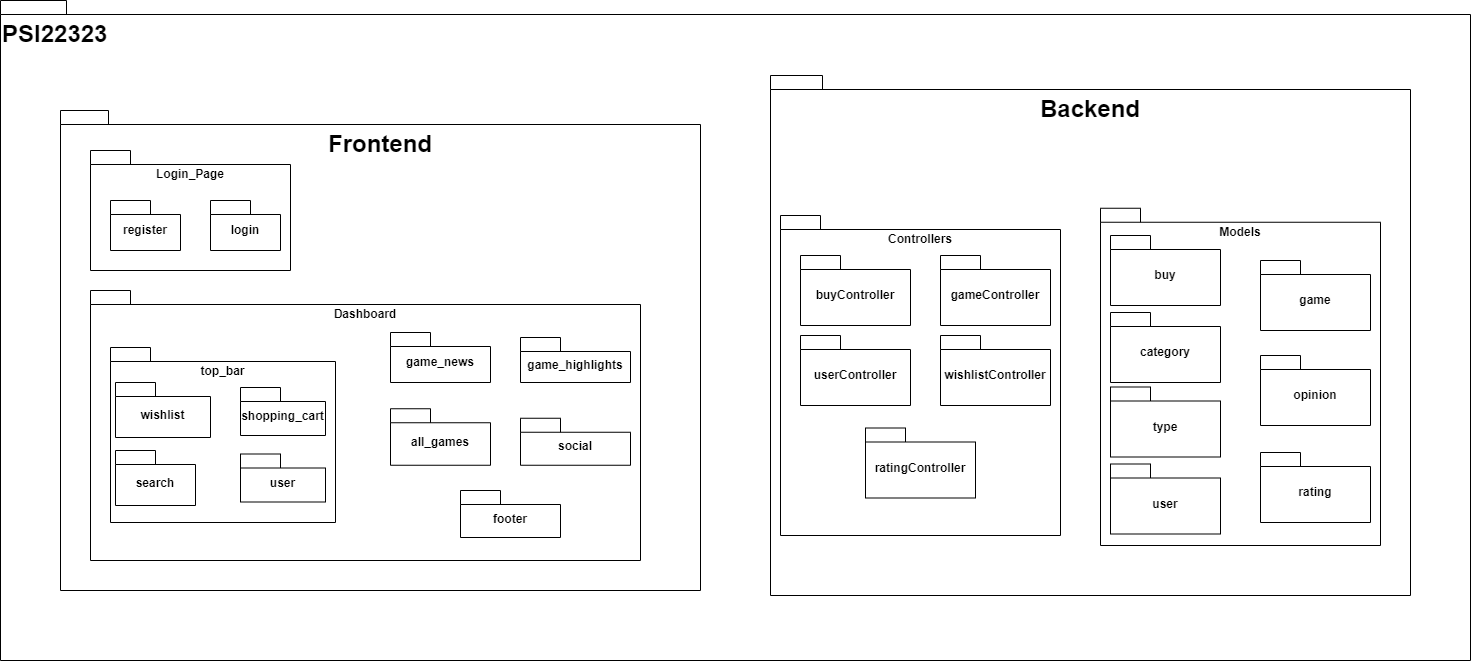 PSI22323
Frontend
Login_Page
register
login
Dashboard
top_bar
wishlist
shopping_cart
search
user
game_news
game_highlights
all_games
social
footer
Backend
Controllers
buyController
gameController
userController
wishlistController
ratingController
Models
buy
game
category
opinion
type
rating
user